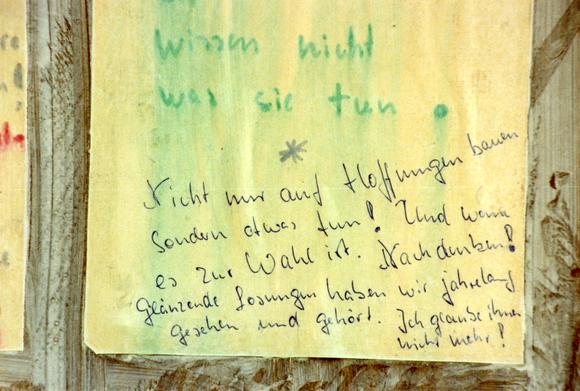 wissen nicht
was sie tun.
*
Nicht nur auf Hoffnungen bauen
sondern etwas tun! Und wenn
es zur Wahl ist. Nachdenken!
Glänzende Losungen haben wir jahrelang
gesehen und gehört. Ich glaube ihnen
nicht mehr!